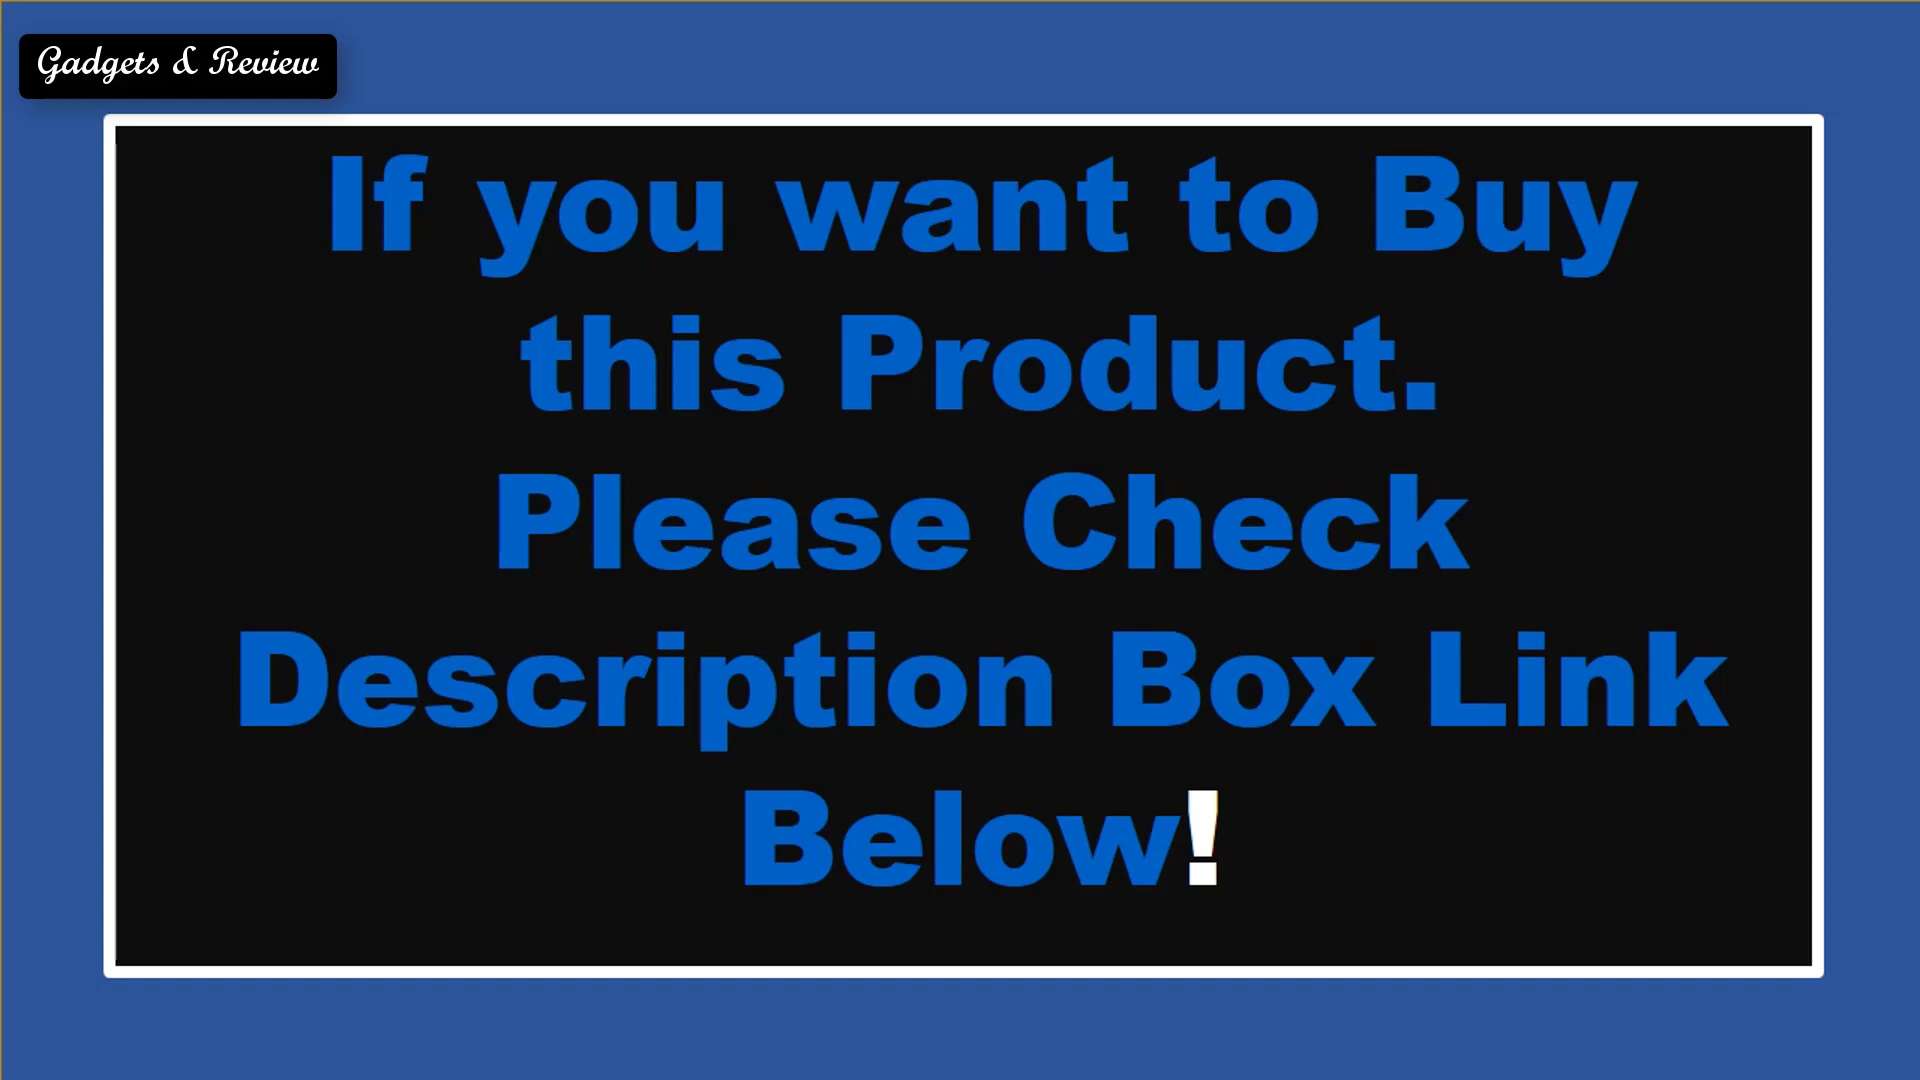 Gadgets & Review
If you want to Buy
this Product.
Please Check
Description Box Link
Below!